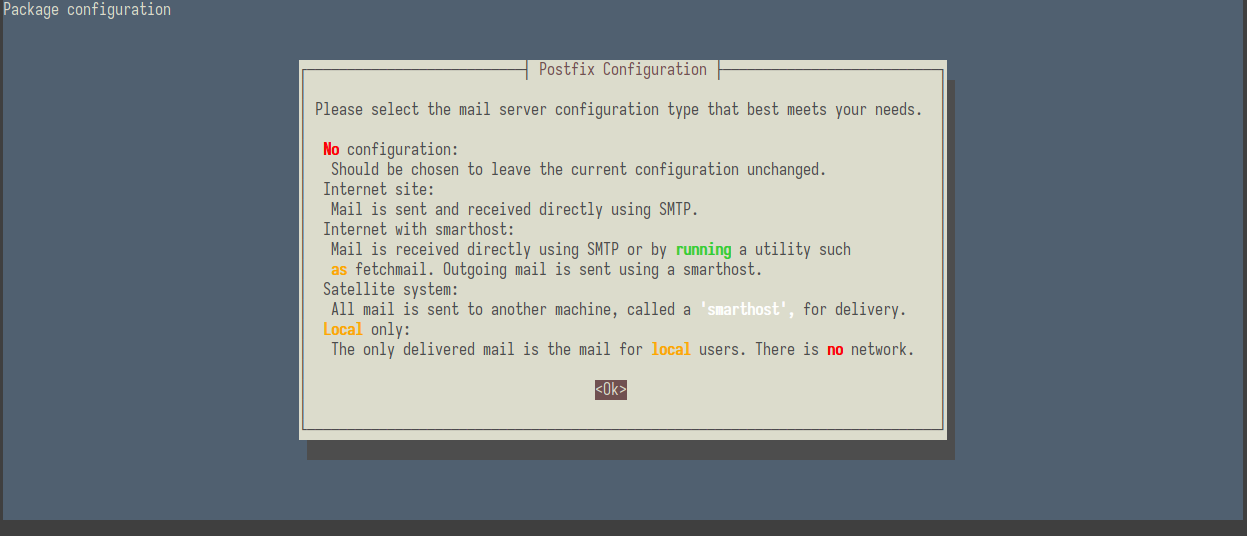 Package configuration
Postfix Configuration
Please select the mail server configuration type that best meets your needs.
No configuration:
Should be chosen to leave the current configuration unchanged.
Internet site:
Mail is sent and received directly using SMTP.
Internet with smarthost:
Mail is received directly using SMTP or by running a utility such
as fetchmail. Outgoing mail is sent using a smarthost.
Satellite system:
All mail is sent to another machine, called a 'smarthost', for delivery.
Local only:
The only delivered mail is the mail for local users. There is no network.
<Ok>